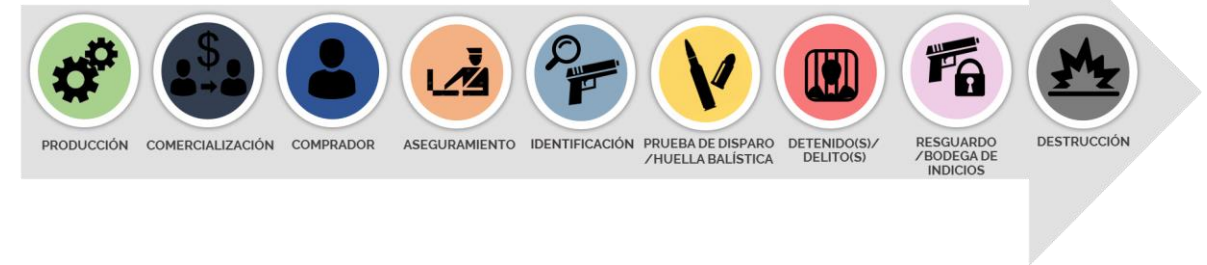 $
PRODUCCIÓN
COMERCIALIZACIÓN
COMPRADOR
ASEGURAMIENTO
IDENTIFICACIÓN
PRUEBA DE DISPARO
/HUELLA BALÍSTICA
DETENIDO(S)/
DELITO(S)
RESGUARDO
/BODEGA DE
INDICIOS
DESTRUCCIÓN